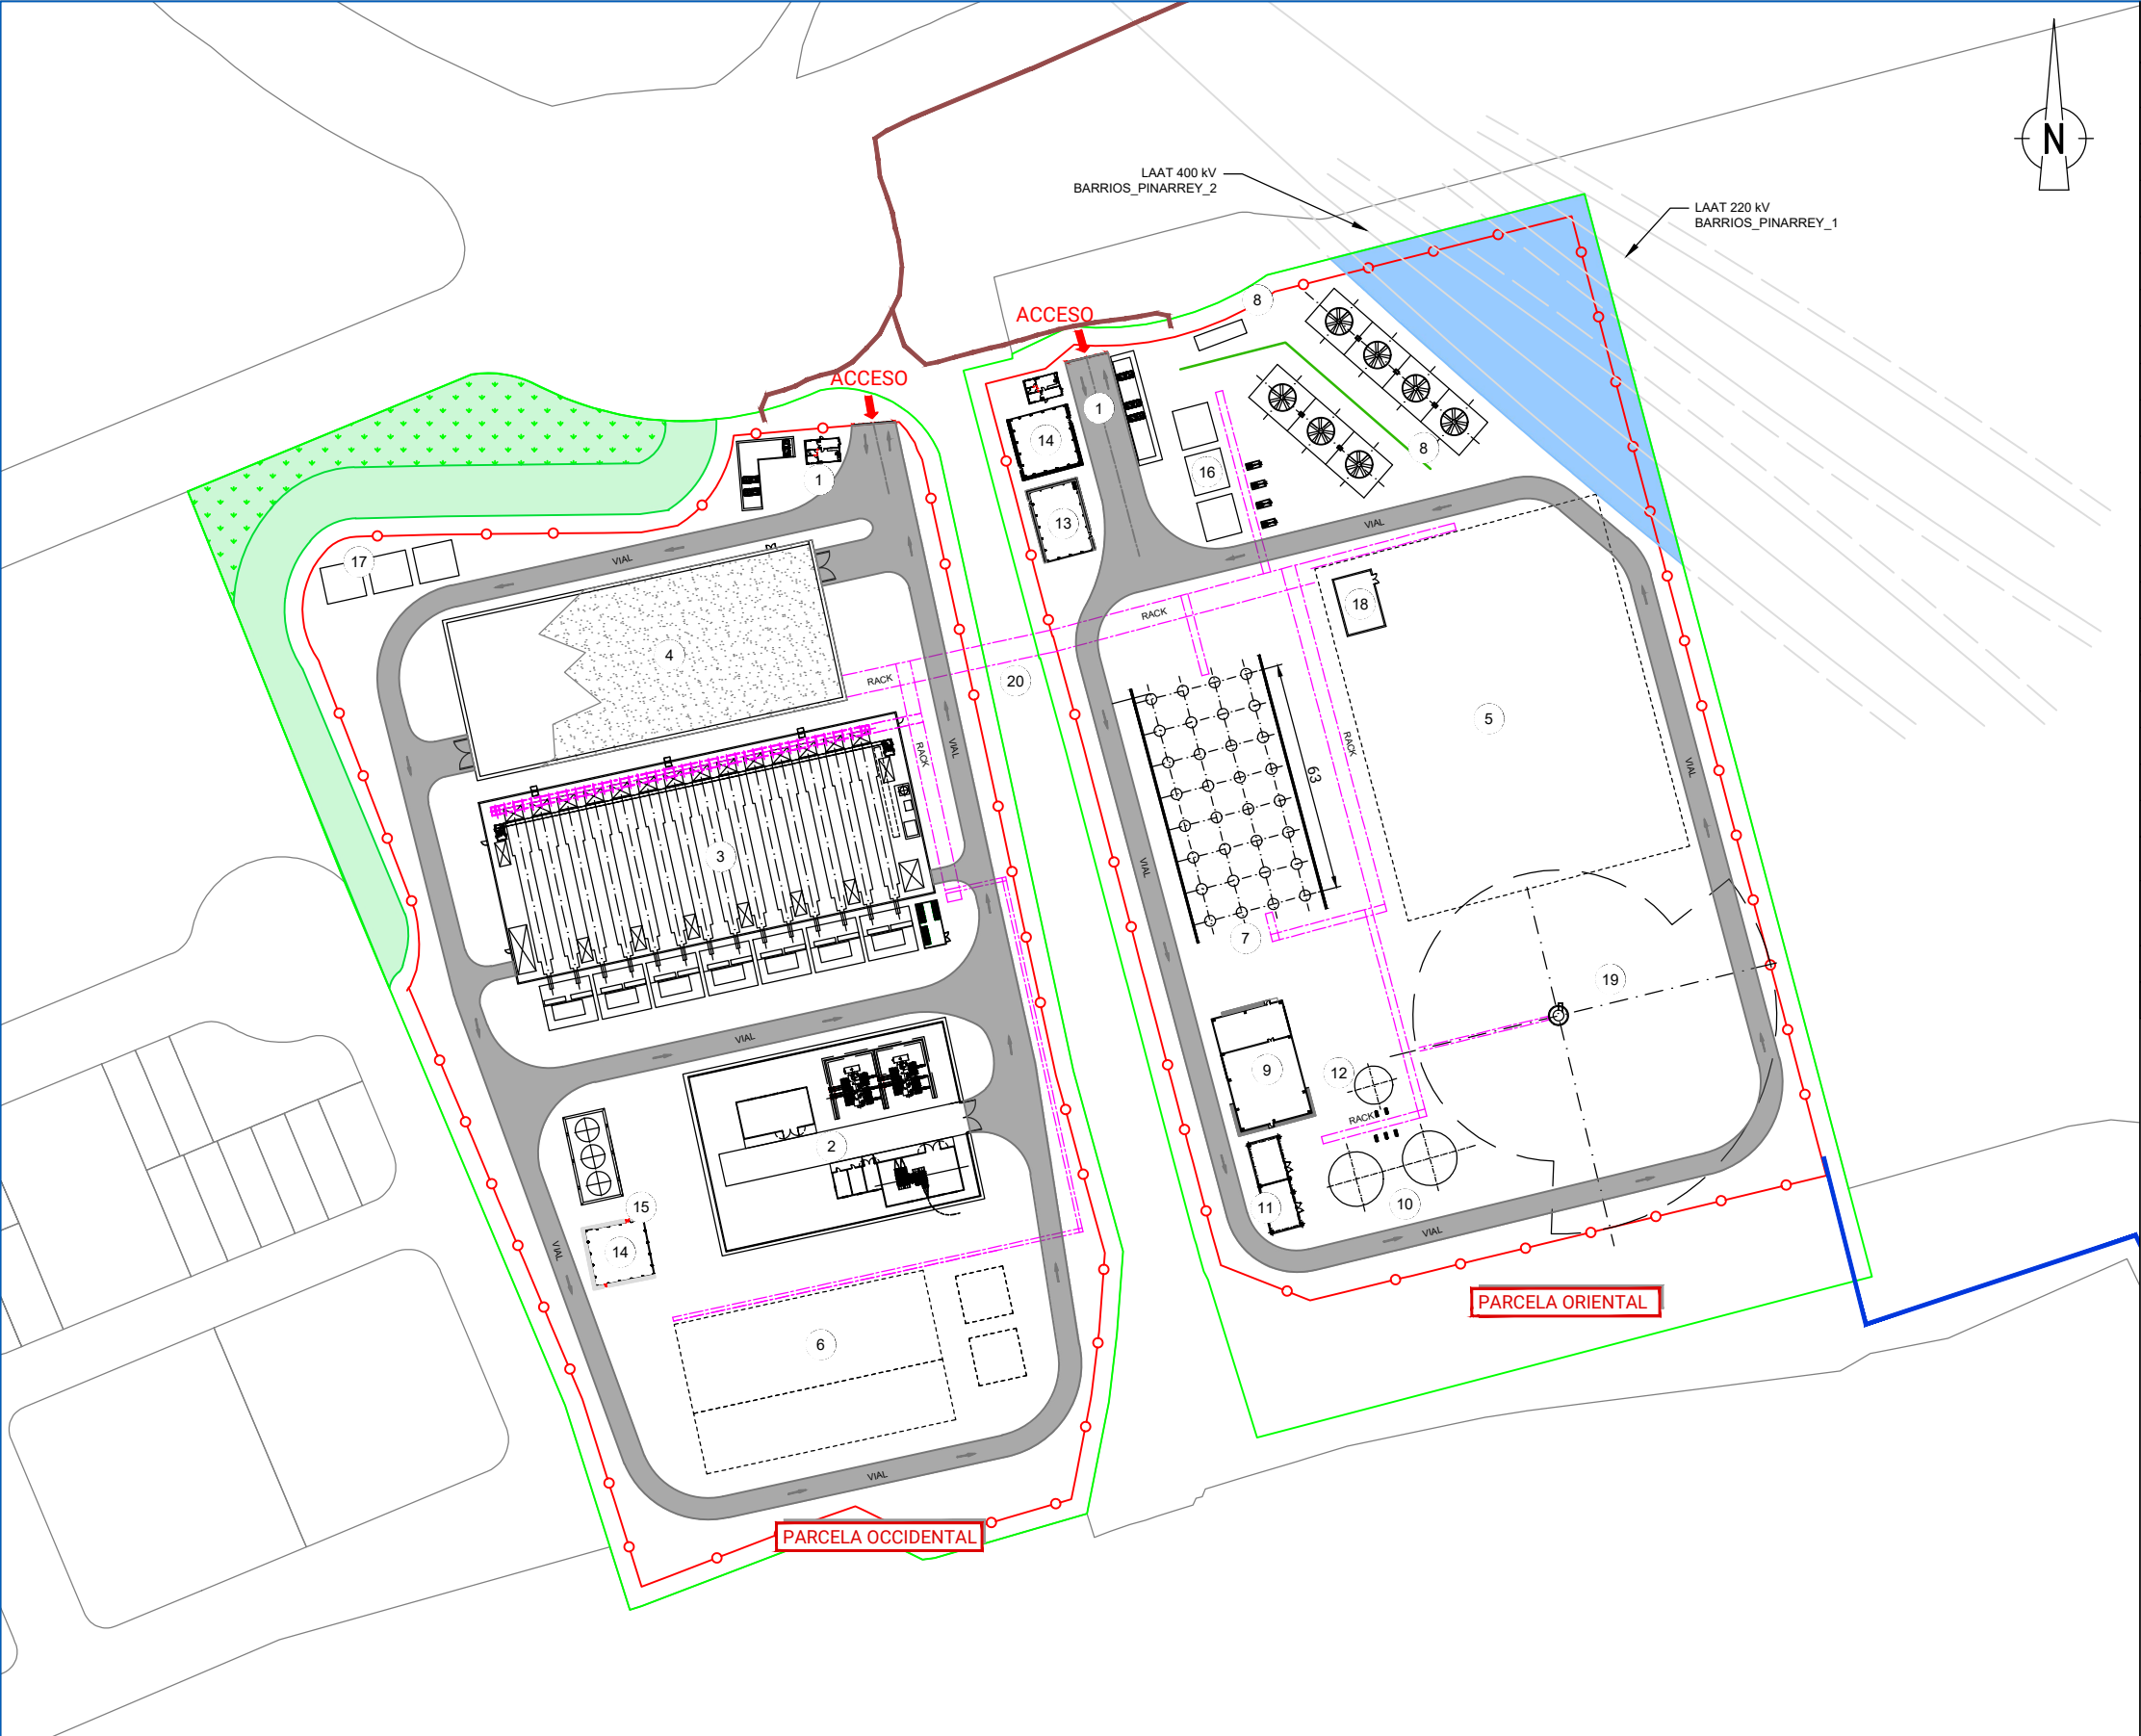 N
LAAT 400 kV
BARRIOS_PINARREY_2
LAAT 220 kV
BARRIOS_PINARREY_1
ACCESO
8
ACCESO
1
14
8
16
1
13
17
VIAL
VIAL
18
RACK
4
RACK
20
5
VIAL
RACK
RACK
VIAL
63
3
VIAL
7
19
VIAL
9
12
RACK
2
15
11
10
14
VIAL
VIAL
PARCELA ORIENTAL
6
VIAL
PARCELA OCCIDENTAL